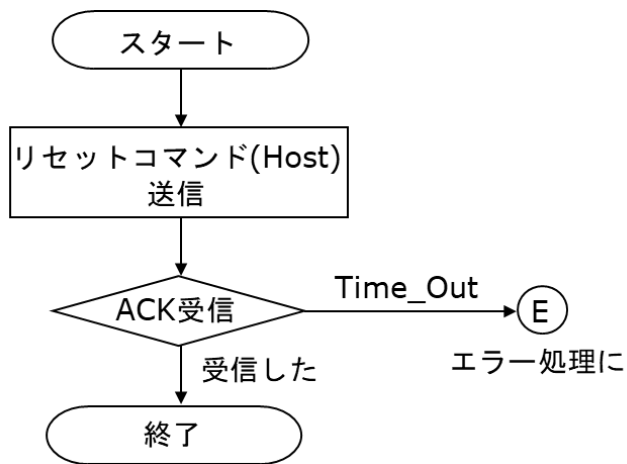 スタート
リセットコマンド(Host)
送信
ACK受信
Time_Out
E
エラー処理に
受信した
終了